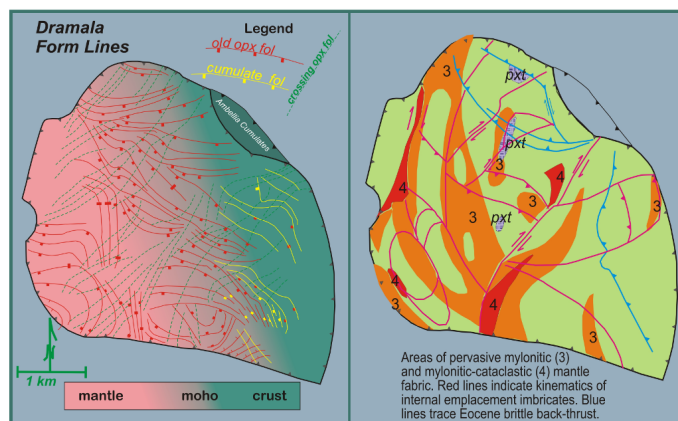 Dramala
Form Lines
Legend
old opx fol
cumulate fol
crossing opx fol
Ambellia Cumulates
N
1 km
mantle moho crust
3
pxt
pxt
3
4
4
3
3
3
pxt
4
3
4
3
Areas of pervasive mylonitic (3)
and mylonitic-cataclastic (4) mantle
fabric. Red lines indicate kinematics of
internal emplacement imbricates. Blue
lines trace Eocene brittle back-thrust.